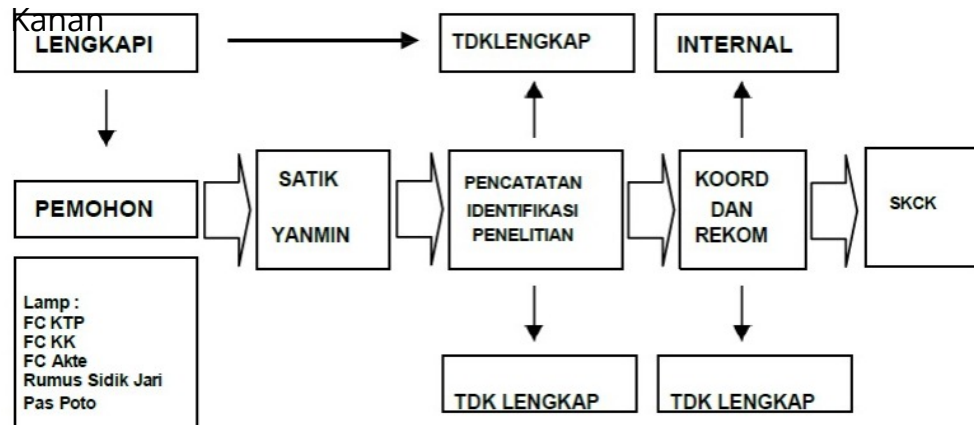 Kanan
LENGKAPI
TDKLENGKAP
INTERNAL
PEMOHON
SATIK
YANMIN
PENCATATAN
IDENTIFIKASI
PENELITIAN
KOORD
DAN
REKOM
SKCK
Lamp :
FC KTP
FC KK
FC Akte
Rumus Sidik Jari
Pas Poto
TDK LENGKAP
TDK LENGKAP